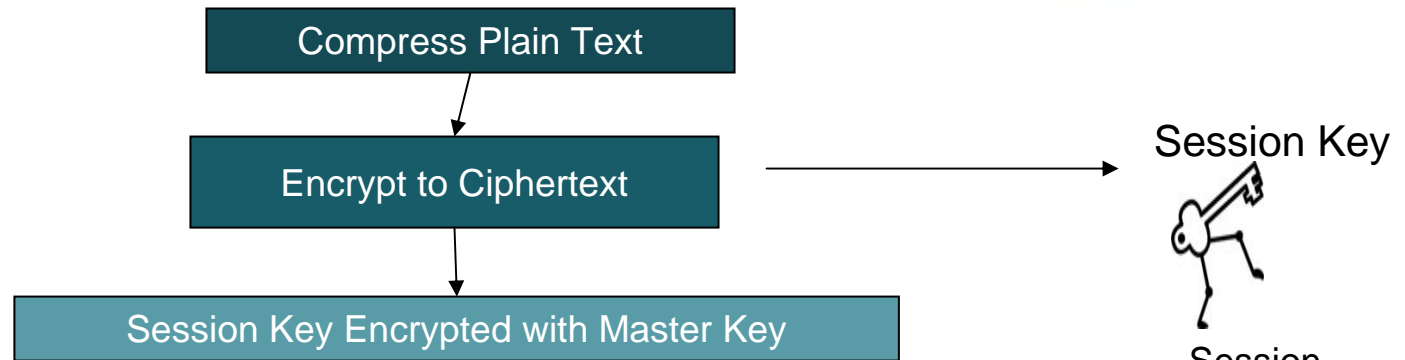 Compress Plain Text
Encrypt to Ciphertext
Session Key
Session Key Encrypted with Master Key
Session